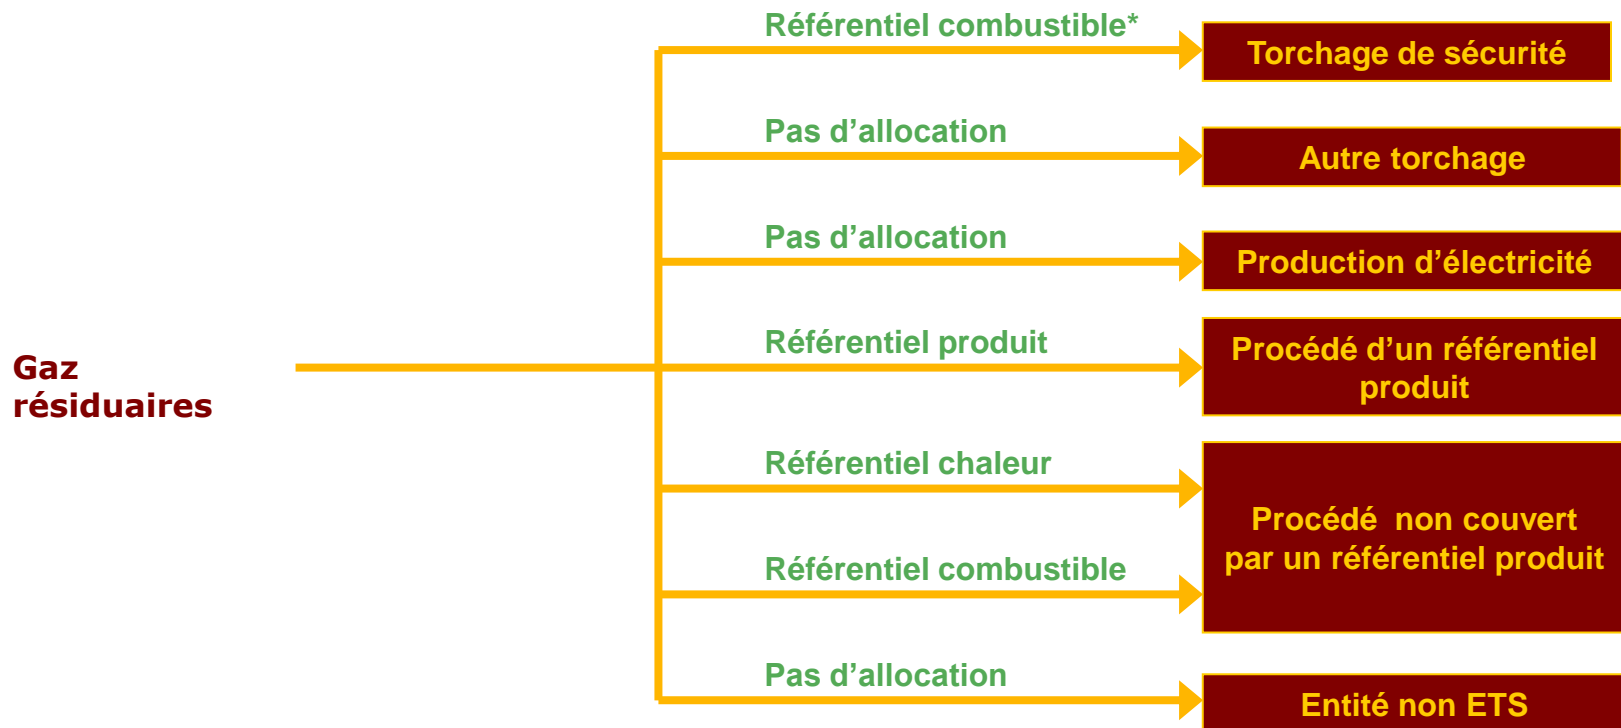 Référentiel combustible*
Torchage de sécurité
Pas d’allocation
Autre torchage
Pas d’allocation
Production d’électricité
Référentiel produit
Procédé d’un référentiel
produit
Gaz
résiduaires
Référentiel chaleur
Procédé  non couvert
par un référentiel produit
Référentiel combustible
Pas d’allocation
Entité non ETS